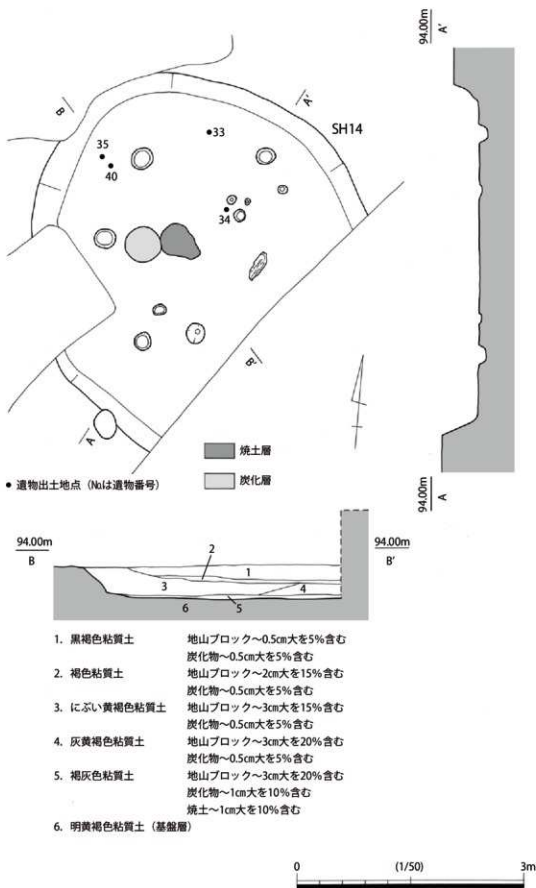 94.00m
A'
B
A'
SH14
35
33
40
34
B'
A
焼土層
炭化層
● 遺物出土地点（No.は遺物番号）
94.00m
A
94.00m
B
2
1
3
4
6
5
94.00m
B'
1. 黒褐色粘質土 地山ブロック～0.5cm大を5%含む
炭化物～0.5cm大を5%含む
2. 褐色粘質土 地山ブロック～2cm大を15%含む
炭化物～0.5cm大を5%含む
3. にぶい黄褐色粘質土 地山ブロック～3cm大を15%含む
炭化物～0.5cm大を5%含む
4. 灰黄褐色粘質土 地山ブロック～3cm大を20%含む
炭化物～0.5cm大を5%含む
5. 褐灰色粘質土 地山ブロック～3cm大を20%含む
炭化物～1cm大を10%含む
焼土～1cm大を10%含む
6. 明黄褐色粘質土（基盤層）
0 (1/50) 3m